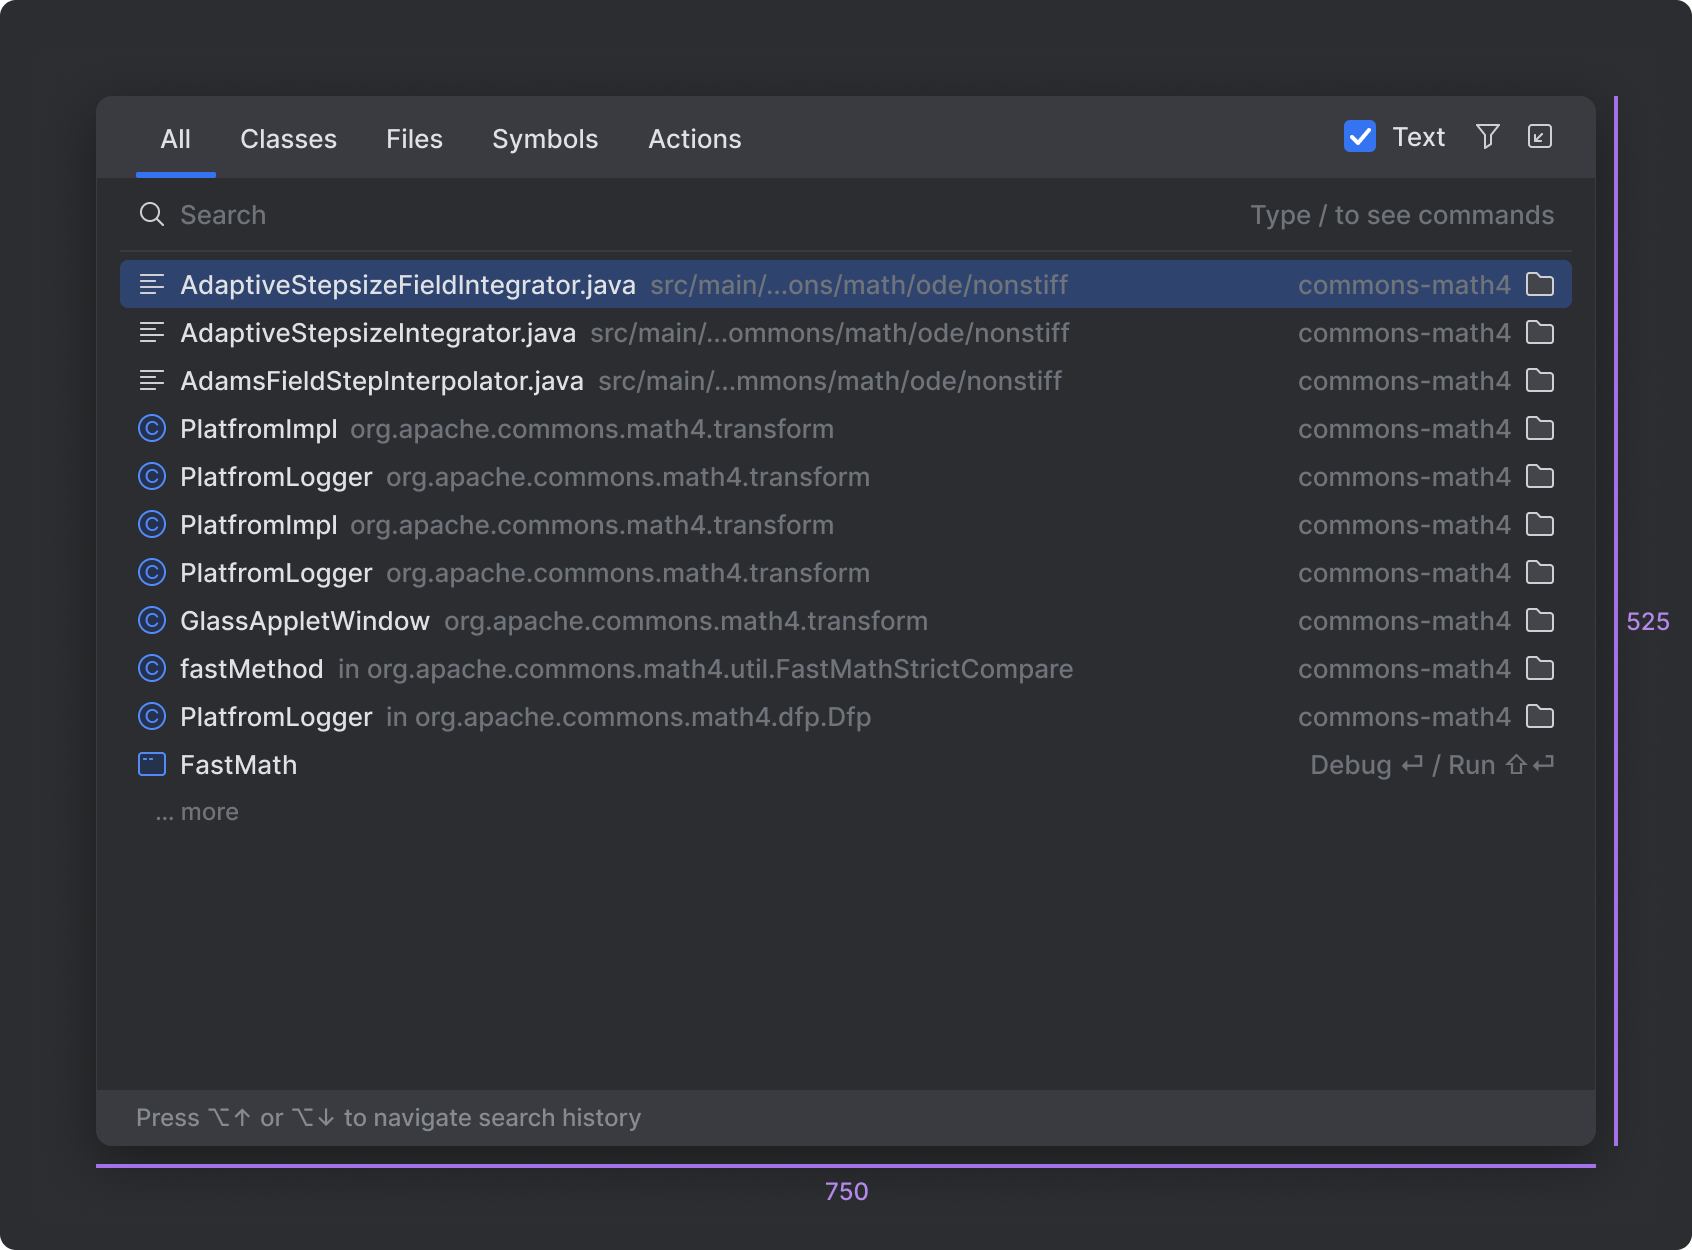 All Classes Files Symbols Actions Text
Search Type / to see commands
AdaptiveStepsizeFieldIntegrator.java src/main/...ons/math/ode/nonstiff commons-math4
AdaptiveStepsizeIntegrator.java src/main/...ommons/math/ode/nonstiff commons-math4
AdamsFieldStepInterpolator.java src/main/...mmons/math/ode/nonstiff commons-math4
C PlatfromImpl org.apache.commons.math4.transform commons-math4
C PlatfromLogger org.apache.commons.math4.transform commons-math4
C PlatfromImpl org.apache.commons.math4.transform commons-math4
C PlatfromLogger org.apache.commons.math4.transform commons-math4
C GlassAppletWindow org.apache.commons.math4.transform commons-math4
525
C fastMethod in org.apache.commons.math4.util.FastMathStrictCompare commons-math4
C PlatfromLogger in org.apache.commons.math4.dfp.Dfp commons-math4
FastMath Debug ↵ / Run ⇧↵
... more
Press ⌥↑ or ⌥↓ to navigate search history
750